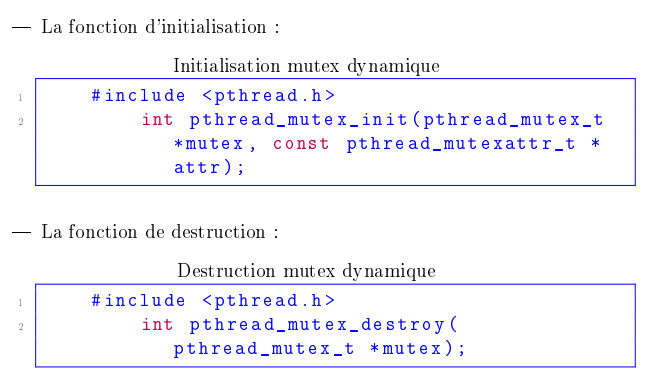 — La fonction d'initialisation :
Initialisation mutex dynamique
1 #include <pthread.h>
2 int pthread_mutex_init(pthread_mutex_t
*mutex, const pthread_mutexattr_t *
attr);
— La fonction de destruction :
Destruction mutex dynamique
1 #include <pthread.h>
2 int pthread_mutex_destroy(
pthread_mutex_t *mutex);